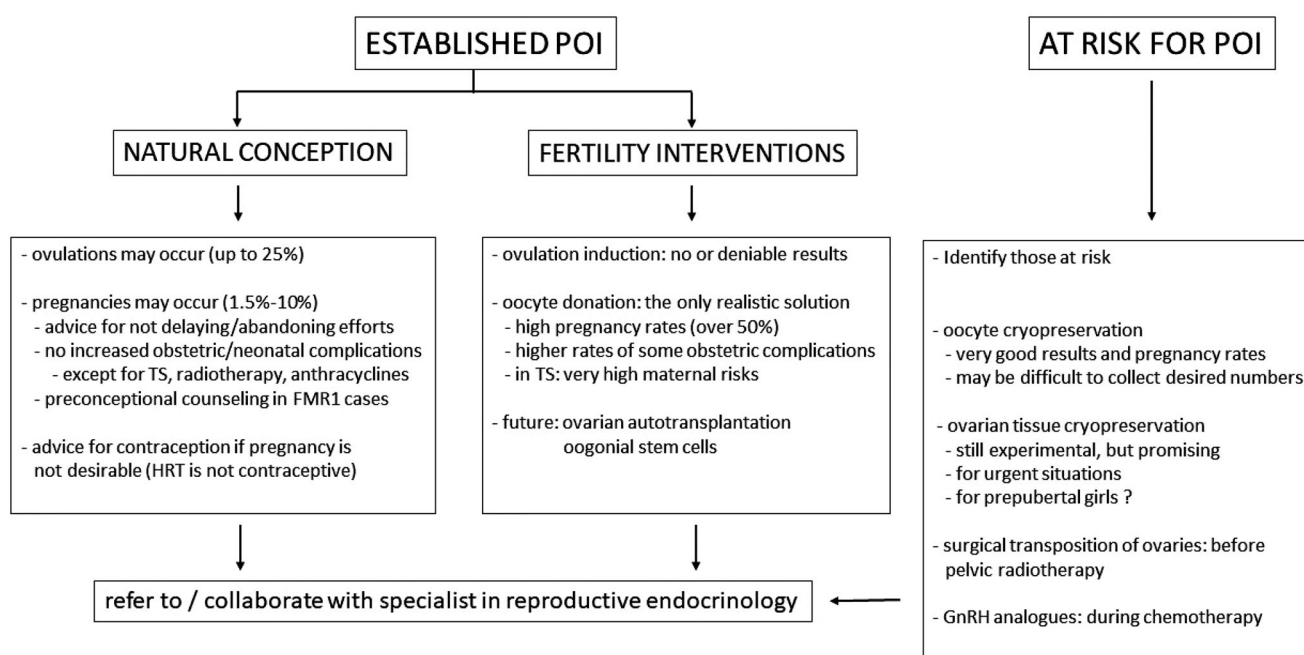 ESTABLISHED POI
AT RISK FOR POI
NATURAL CONCEPTION
FERTILITY INTERVENTIONS
- ovulations may occur (up to 25%)
- pregnancies may occur (1.5%-10%)
- advice for not delaying/abandoning efforts
- no increased obstetric/neonatal complications
- except for TS, radiotherapy, anthracyclines
- preconceptional counseling in FMR1 cases
- advice for contraception if pregnancy is
not desirable (HRT is not contraceptive)
- ovulation induction: no or deniable results
- oocyte donation: the only realistic solution
- high pregnancy rates (over 50%)
- higher rates of some obstetric complications
- in TS: very high maternal risks
- future: ovarian autotransplantation
oogonial stem cells
- Identify those at risk
- oocyte cryopreservation
- very good results and pregnancy rates
- may be difficult to collect desired numbers
- ovarian tissue cryopreservation
- still experimental, but promising
- for urgent situations
- for prepubertal girls ?
- surgical transposition of ovaries: before
pelvic radiotherapy
- GnRH analogues: during chemotherapy
refer to / collaborate with specialist in reproductive endocrinology